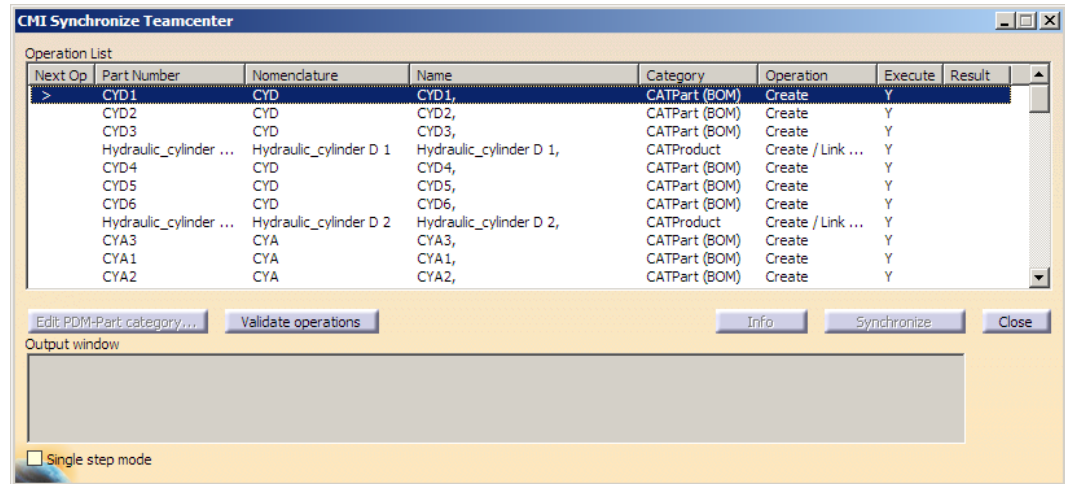 CMI Synchronize Teamcenter
Operation List
Next Op Part Number Nomenclature Name Category Operation Execute Result
> CYD1 CYD CYD1, CATPart (BOM) Create Y
CYD2 CYD CYD2, CATPart (BOM) Create Y
CYD3 CYD CYD3, CATPart (BOM) Create Y
Hydraulic_cylinder ... Hydraulic_cylinder D 1 Hydraulic_cylinder D 1, CATProduct Create / Link ... Y
CYD4 CYD CYD4, CATPart (BOM) Create Y
CYD5 CYD CYD5, CATPart (BOM) Create Y
CYD6 CYD CYD6, CATPart (BOM) Create Y
Hydraulic_cylinder ... Hydraulic_cylinder D 2 Hydraulic_cylinder D 2, CATProduct Create / Link ... Y
CYA3 CYA CYA3, CATPart (BOM) Create Y
CYA1 CYA CYA1, CATPart (BOM) Create Y
CYA2 CYA CYA2, CATPart (BOM) Create Y
Edit PDM-Part category... Validate operations Info Synchronize Close
Output window
Single step mode